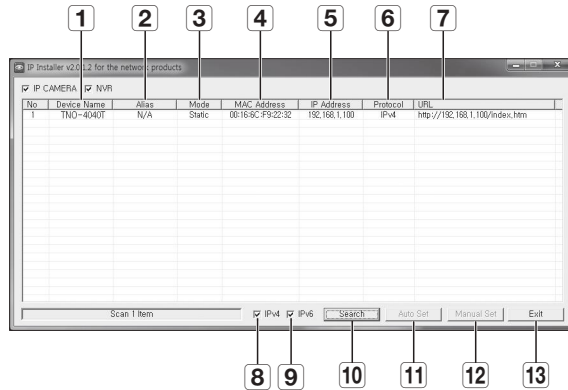 1 2 3 4 5 6 7
IP Installer v2.0.1.2 for the network products
IP CAMERA NVR
No Device Name Alias Mode MAC Address IP Address Protocol URL
1 TNO-4040T N/A Static 00:16:6C:F9:22:32 192,168,1,100 IPv4 http://192,168,1,100/index,htm
Scan 1 Item IPv4 IPv6 Search Auto Set Manual Set Exit
8 9 10 11 12 13